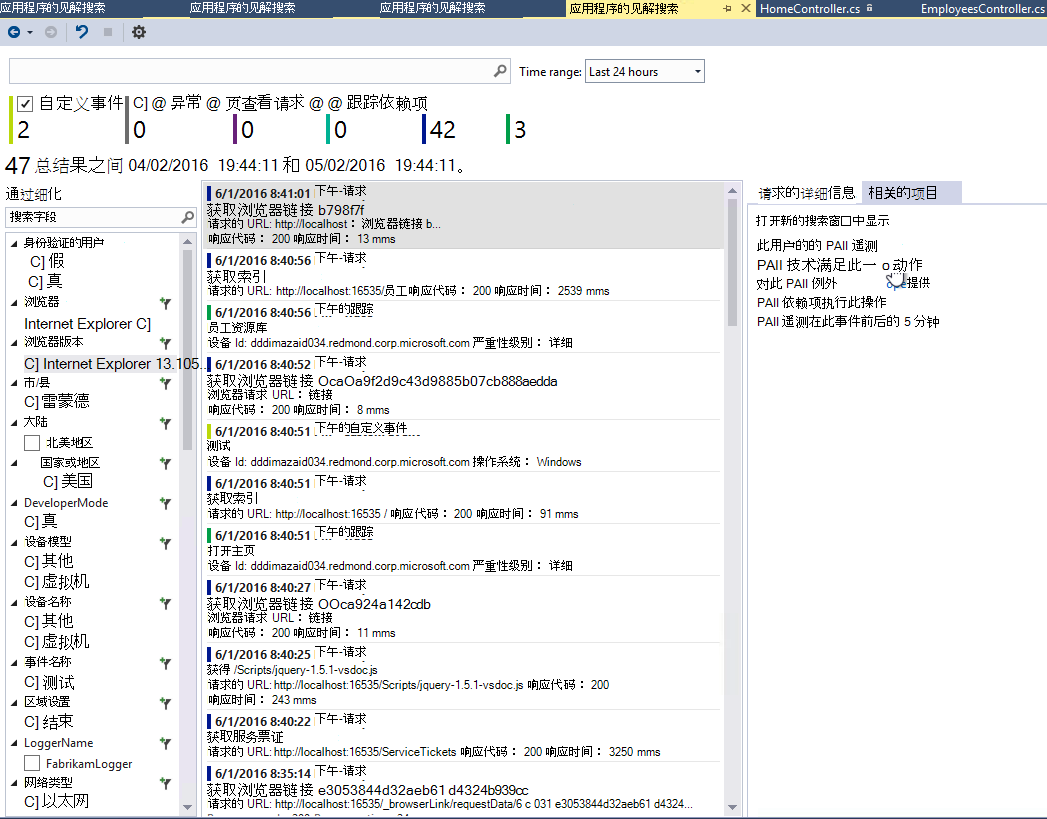 应用程序的见解搜索
应用程序的见解搜索
应用程序的见解搜索
应用程序的见解搜索
HomeController.cs
EmployeesController.cs
Time range: Last 24 hours
自定义事件 C] @ 异常 @ 页查看请求 @ @ 跟踪依赖项
2 0 0 0 42 3
47 总结果之间 04/02/2016 19:44:11 和 05/02/2016 19:44:11。
通过细化
搜索字段
身份验证的用户
C] 假
C] 真
浏览器
Internet Explorer C]
浏览器版本
C] Internet Explorer 13.105...
市/县
C] 雷蒙德
大陆
北美地区
国家或地区
C] 美国
DeveloperMode
C] 真
设备模型
C] 其他
C] 虚拟机
设备名称
C] 其他
C] 虚拟机
事件名称
C] 测试
区域设置
C] 结束
LoggerName
FabrikamLogger
网络类型
C] 以太网
6/1/2016 8:41:01 下午-请求
获取浏览器链接 b798f7f
请求的 URL: http://localhost： 浏览器链接 b...
响应代码： 200 响应时间： 13 mms
6/1/2016 8:40:56 下午-请求
获取索引
请求的 URL: http://localhost:16535/员工响应代码： 200 响应时间： 2539 mms
6/1/2016 8:40:56 下午的跟踪
员工资源库
设备 Id: dddimazaid034.redmond.corp.microsoft.com 严重性级别： 详细
6/1/2016 8:40:52 下午-请求
获取浏览器链接 OcaOa9f2d9c43d9885b07cb888aedda
浏览器请求 URL： 链接
响应代码： 200 响应时间： 8 mms
6/1/2016 8:40:51 下午的自定义事件
测试
设备 Id: dddimazaid034.redmond.corp.microsoft.com 操作系统： Windows
6/1/2016 8:40:51 下午-请求
获取索引
请求的 URL: http://localhost:16535 / 响应代码： 200 响应时间： 91 mms
6/1/2016 8:40:51 下午的跟踪
打开主页
设备 Id: dddimazaid034.redmond.corp.microsoft.com 严重性级别： 详细
6/1/2016 8:40:27 下午-请求
获取浏览器链接 OOca924a142cdb
浏览器请求 URL： 链接
响应代码： 200 响应时间： 11 mms
6/1/2016 8:40:25 下午-请求
获得 /Scripts/jquery-1.5.1-vsdoc.js
请求的 URL: http://localhost:16535/Scripts/jquery-1.5.1-vsdoc.js 响应代码： 200
响应时间： 243 mms
6/1/2016 8:40:22 下午-请求
获取服务票证
请求的 URL: http://localhost:16535/ServiceTickets 响应代码： 200 响应时间： 3250 mms
6/1/2016 8:35:14 下午-请求
获取浏览器链接 e3053844d32aeb61 d4324b939cc
请求的 URL: http://localhost:16535/_browserLink/requestData/6 c 031 e3053844d32aeb61 d4324...
请求的详细信息 相关的项目
打开新的搜索窗口中显示
此用户的的 PAII 遥测
PAII 技术满足此一 o 动作
对此 PAII 例外 提供
PAII 依赖项执行此操作
PAII 遥测在此事件前后的 5 分钟